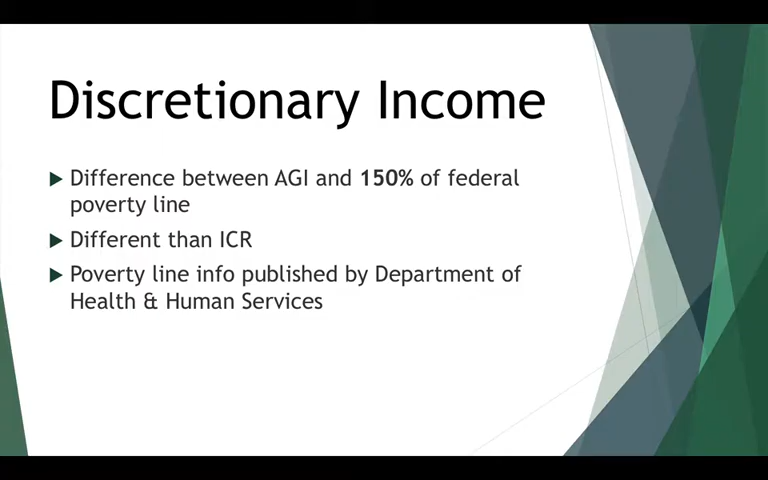 Discretionary Income
Difference between AGI and 150% of federal
poverty line
Different than ICR
Poverty line info published by Department of
Health & Human Services